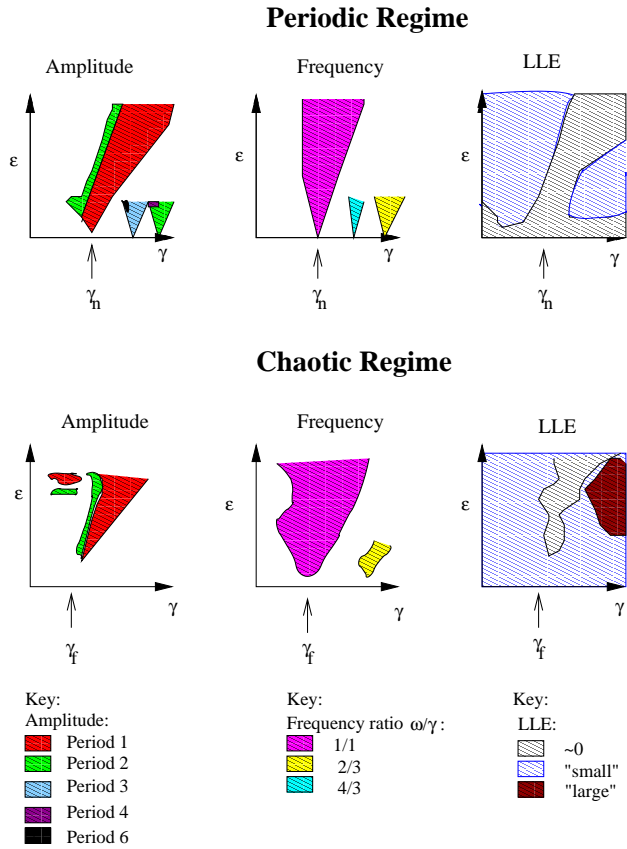 Periodic Regime
Amplitude
Frequency
LLE
ε
γ
γn
ε
γ
γn
ε
γ
γn
Chaotic Regime
Amplitude
Frequency
LLE
ε
γ
γf
ε
γ
γf
ε
γ
γf
Key:
Amplitude:
Period 1
Period 2
Period 3
Period 4
Period 6
Key:
Frequency ratio ω/γ :
1/1
2/3
4/3
Key:
LLE:
~0
"small"
"large"